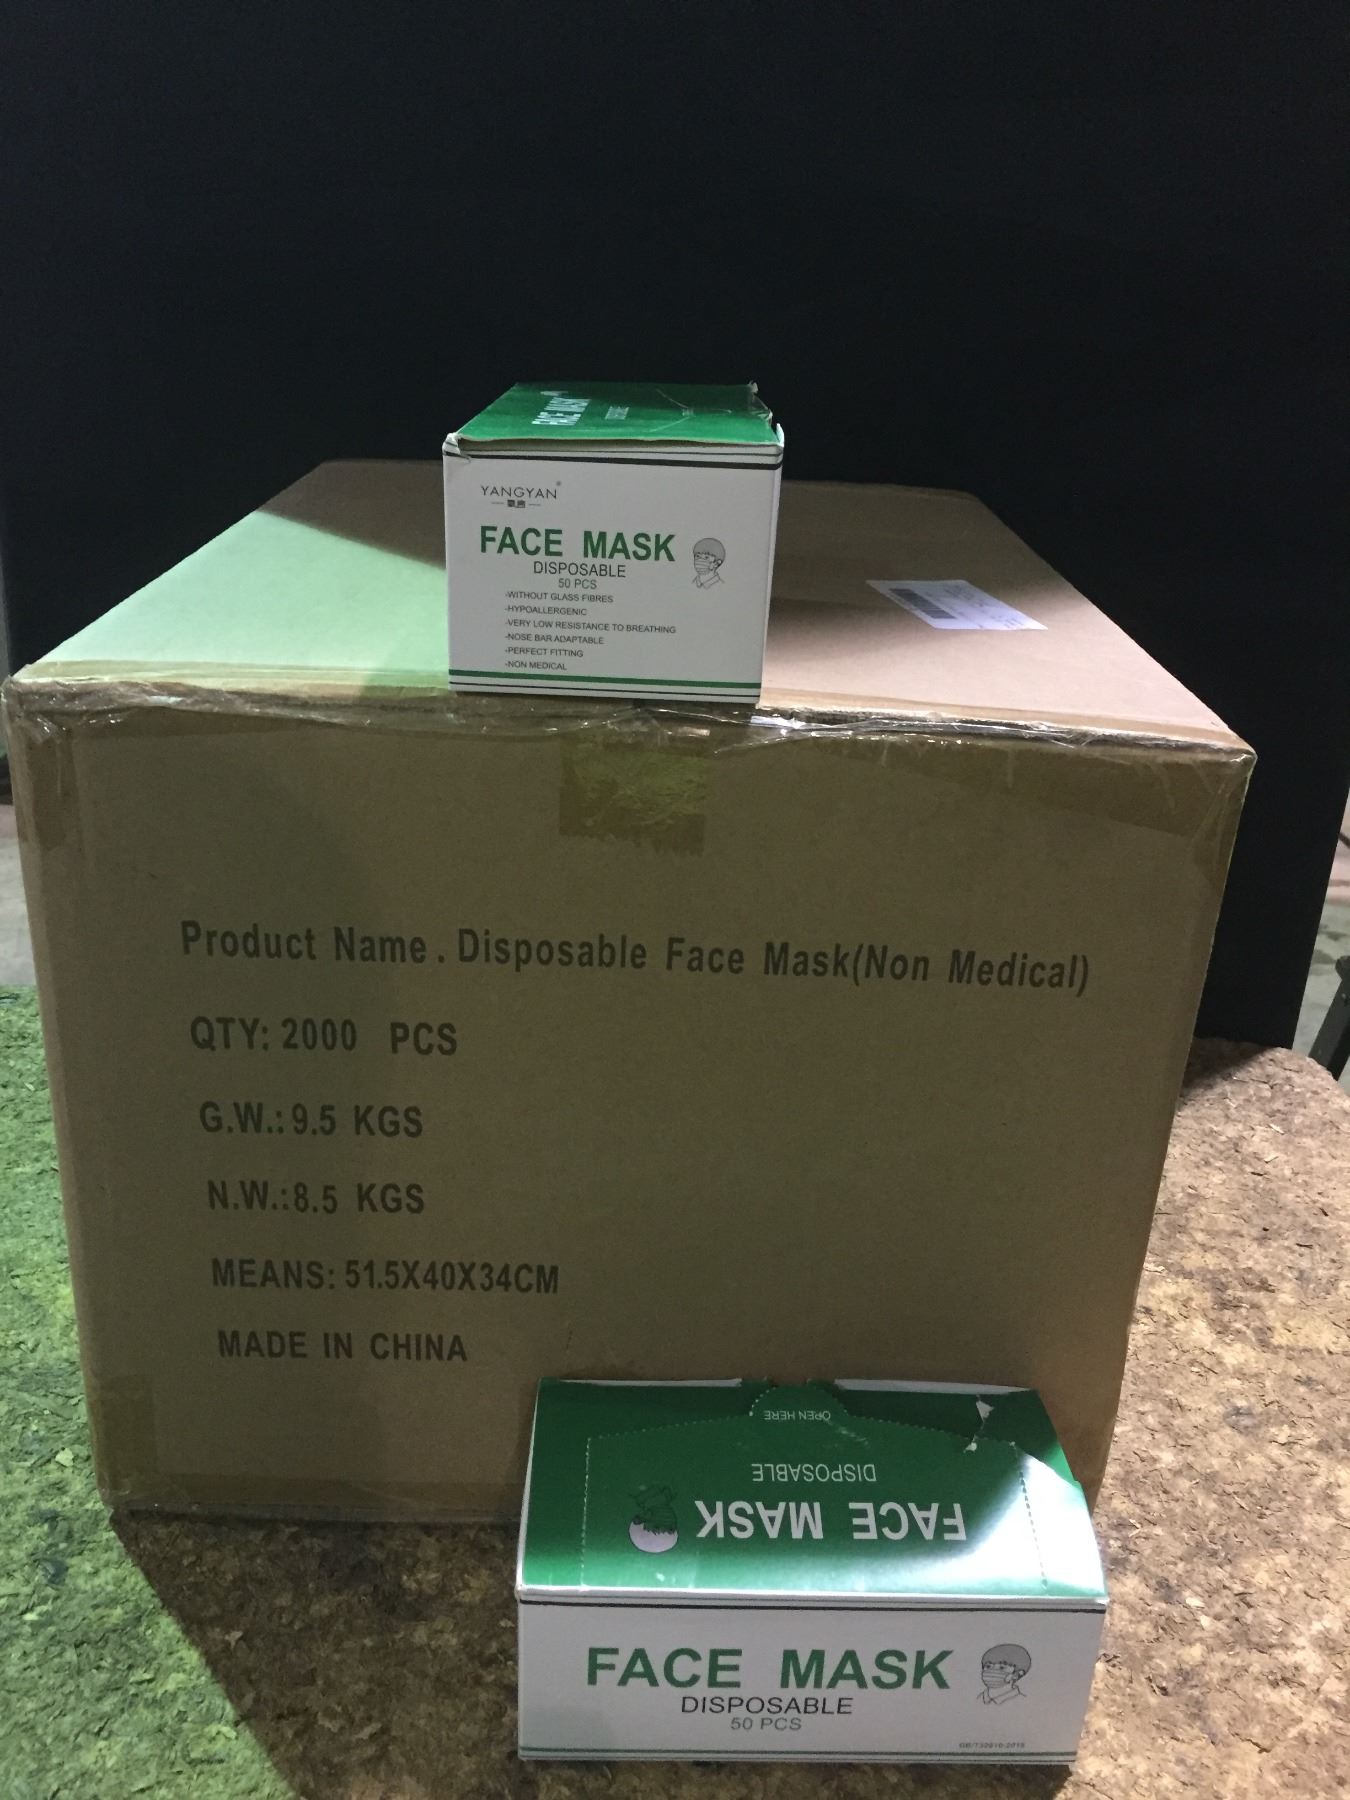 FACE MASK
YANGYAN®
FACE MASK
DISPOSABLE
50 PCS
-WITHOUT GLASS FIBRES
-HYPOALLERGENIC
-VERY LOW RESISTANCE TO BREATHING
-NOSE BAR ADAPTABLE
-PERFECT FITTING
-NON MEDICAL
Product Name . Disposable Face Mask(Non Medical)
QTY: 2000 PCS
G.W.:9.5 KGS
N.W.:8.5 KGS
MEANS: 51.5X40X34CM
MADE IN CHINA
OPEN HERE
DISPOSABLE
FACE MASK
FACE MASK
DISPOSABLE
50 PCS